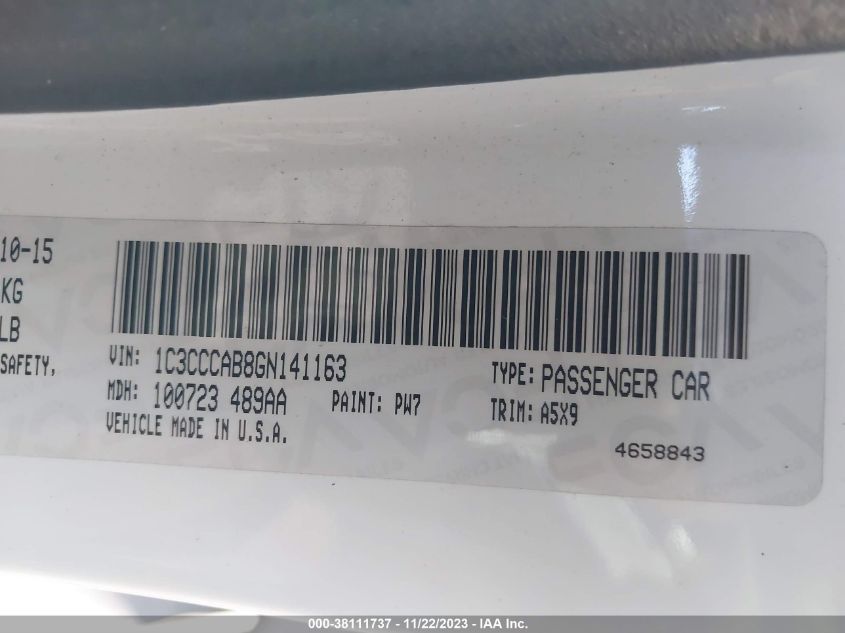 10-15
KG
LB
SAFETY,
VIN: 1C3CCCAB8GN141163
TYPE: PASSENGER CAR
MDH: 100723 489AA
PAINT: PW7
TRIM: A5X9
VEHICLE MADE IN U.S.A.
4658843
000-38111737 - 11/22/2023 - IAA Inc.